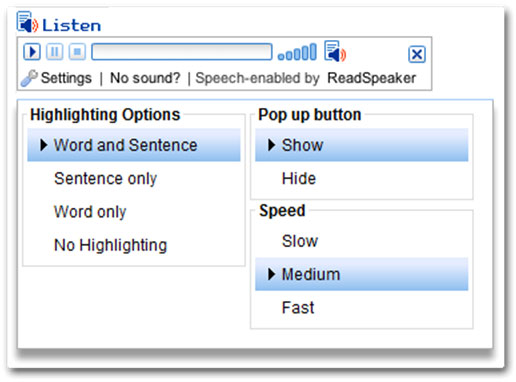 Listen
Settings | No sound? | Speech-enabled by ReadSpeaker
Highlighting Options
Word and Sentence
Sentence only
Word only
No Highlighting
Pop up button
Show
Hide
Speed
Slow
Medium
Fast